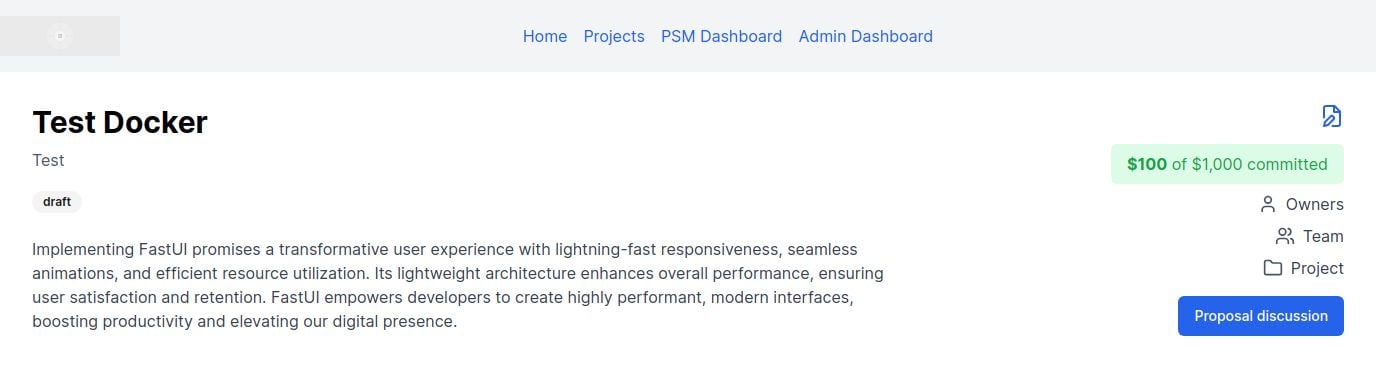 Home Projects PSM Dashboard Admin Dashboard
Test Docker
Test
draft
Implementing FastUI promises a transformative user experience with lightning-fast responsiveness, seamless
animations, and efficient resource utilization. Its lightweight architecture enhances overall performance, ensuring
user satisfaction and retention. FastUI empowers developers to create highly performant, modern interfaces,
boosting productivity and elevating our digital presence.
$100 of $1,000 committed
Owners
Team
Project
Proposal discussion